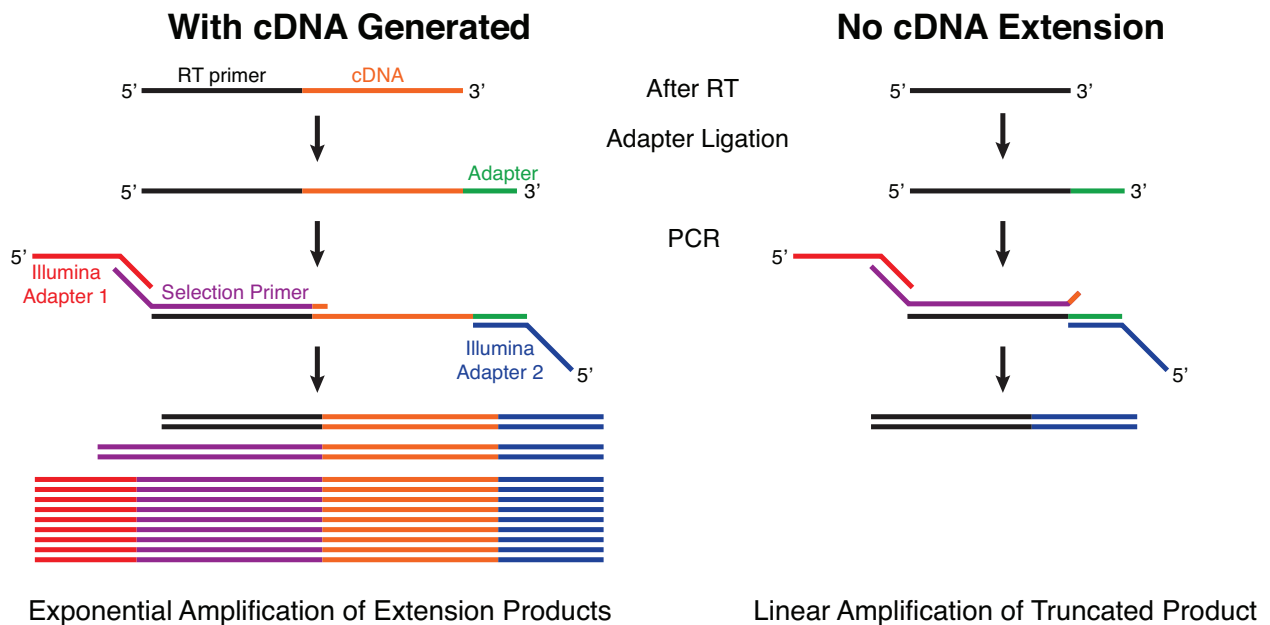 With cDNA Generated
No cDNA Extension
RT primer
cDNA
5’
3’
After RT
5’
3’
Adapter Ligation
Adapter
5’
3’
5’
3’
PCR
5’
Illumina
Adapter 1
Selection Primer
Illumina
Adapter 2
5’
5’
5’
Exponential Amplification of Extension Products
Linear Amplification of Truncated Product